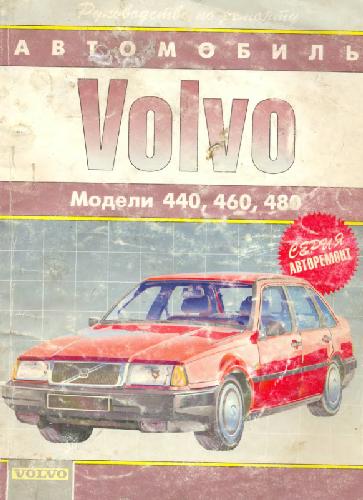 Руководство по ремонту
АВТОМОБИЛЬ
Volvo
Модели 440, 460, 480
СЕРИЯ
АВТОРЕМОНТ
VOLVO